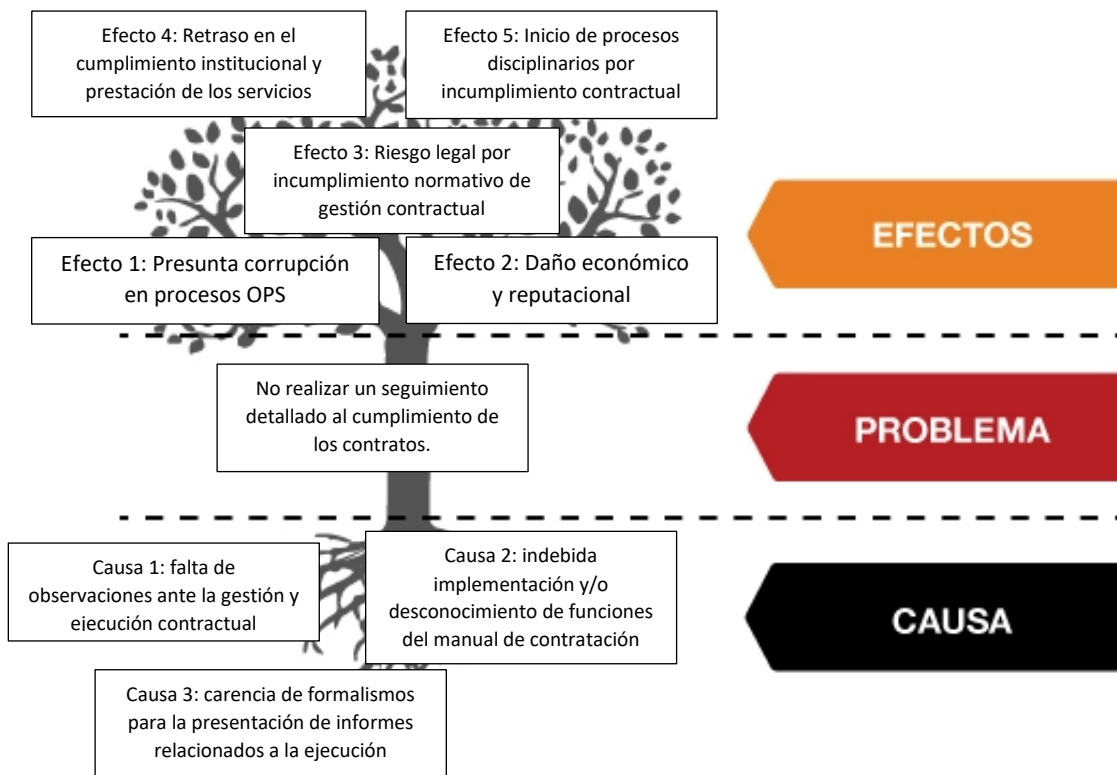 Efecto 4: Retraso en el
cumplimiento institucional y
prestación de los servicios
Efecto 5: Inicio de procesos
disciplinarios por
incumplimiento contractual
Efecto 3: Riesgo legal por
incumplimiento normativo de
gestión contractual
Efecto 1: Presunta corrupción
en procesos OPS
Efecto 2: Daño económico
y reputacional
EFECTOS
No realizar un seguimiento
detallado al cumplimiento de
los contratos.
PROBLEMA
Causa 1: falta de
observaciones ante la gestión y
ejecución contractual
Causa 2: indebida
implementación y/o
desconocimiento de funciones
del manual de contratación
CAUSA
Causa 3: carencia de formalismos
para la presentación de informes
relacionados a la ejecución